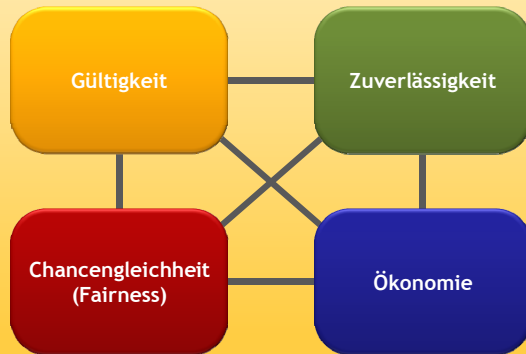 Gültigkeit
Zuverlässigkeit
Chancengleichheit
(Fairness)
Ökonomie